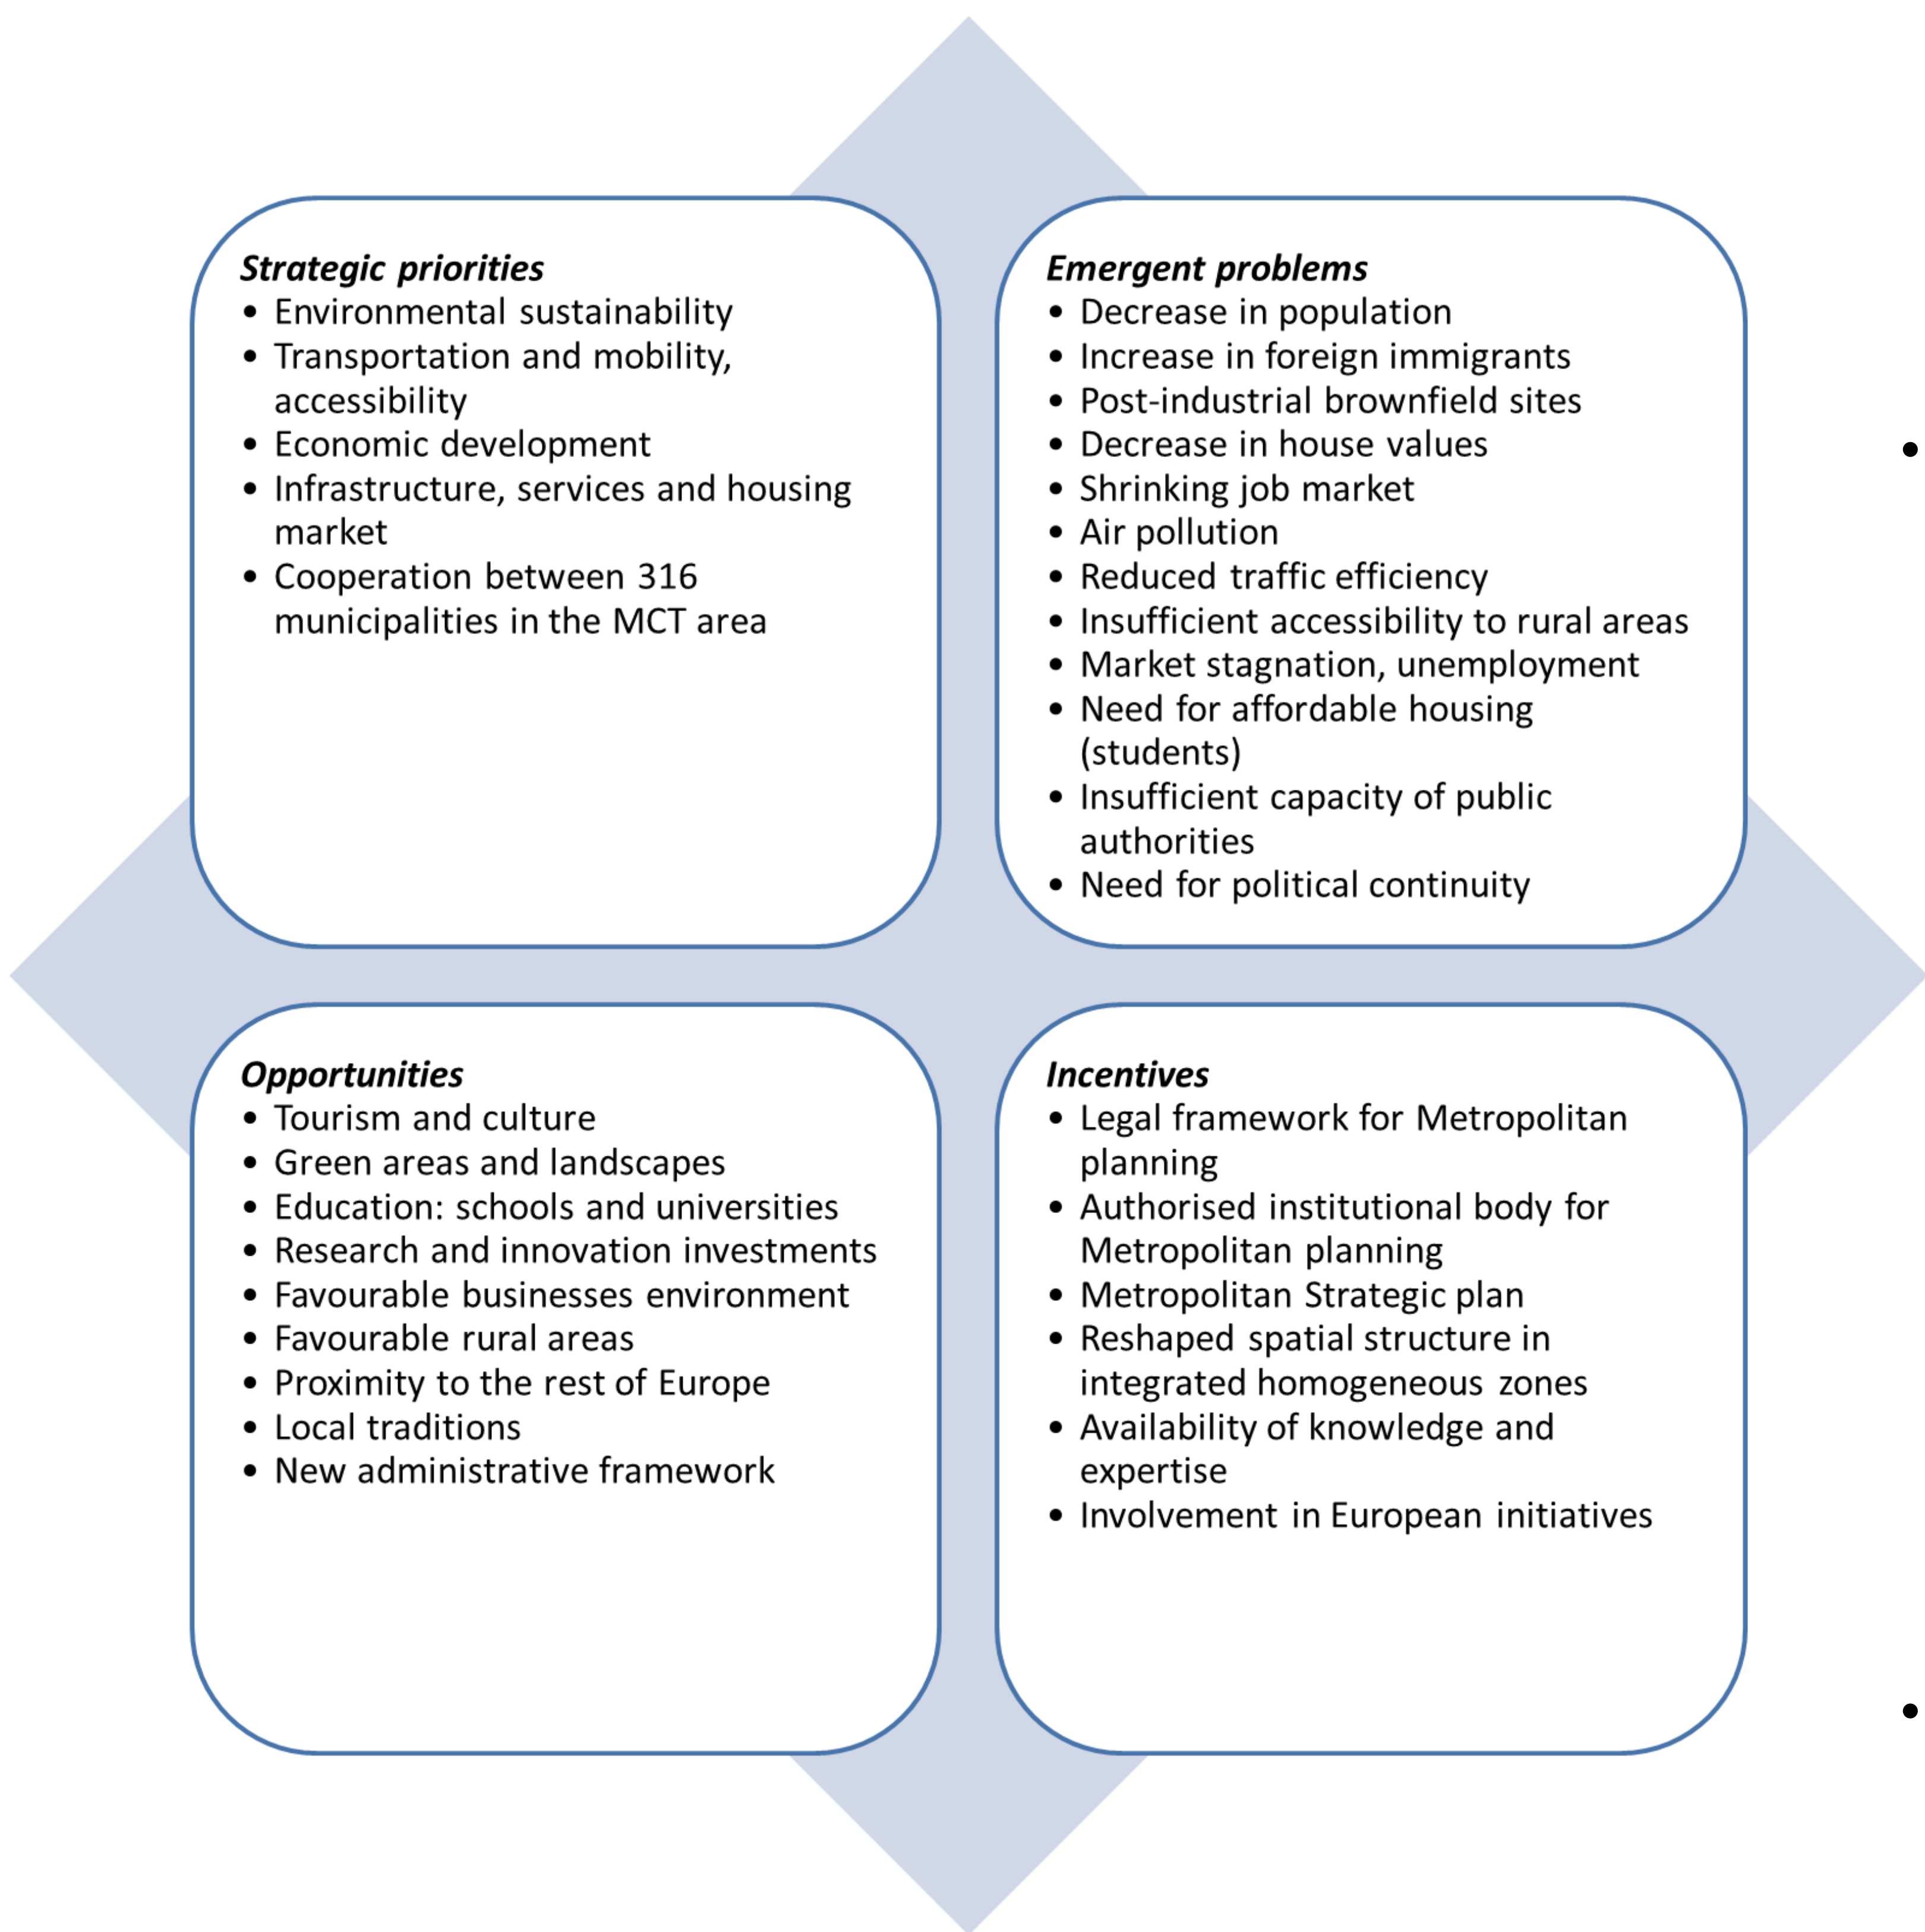 Strategic priorities
• Environmental sustainability
• Transportation and mobility,
accessibility
• Economic development
• Infrastructure, services and housing
market
• Cooperation between 316
municipalities in the MCT area
Emergent problems
• Decrease in population
• Increase in foreign immigrants
• Post-industrial brownfield sites
• Decrease in house values
• Shrinking job market
• Air pollution
• Reduced traffic efficiency
• Insufficient accessibility to rural areas
• Market stagnation, unemployment
• Need for affordable housing
(students)
• Insufficient capacity of public
authorities
• Need for political continuity
Opportunities
• Tourism and culture
• Green areas and landscapes
• Education: schools and universities
• Research and innovation investments
• Favourable businesses environment
• Favourable rural areas
• Proximity to the rest of Europe
• Local traditions
• New administrative framework
Incentives
• Legal framework for Metropolitan
planning
• Authorised institutional body for
Metropolitan planning
• Metropolitan Strategic plan
• Reshaped spatial structure in
integrated homogeneous zones
• Availability of knowledge and
expertise
• Involvement in European initiatives